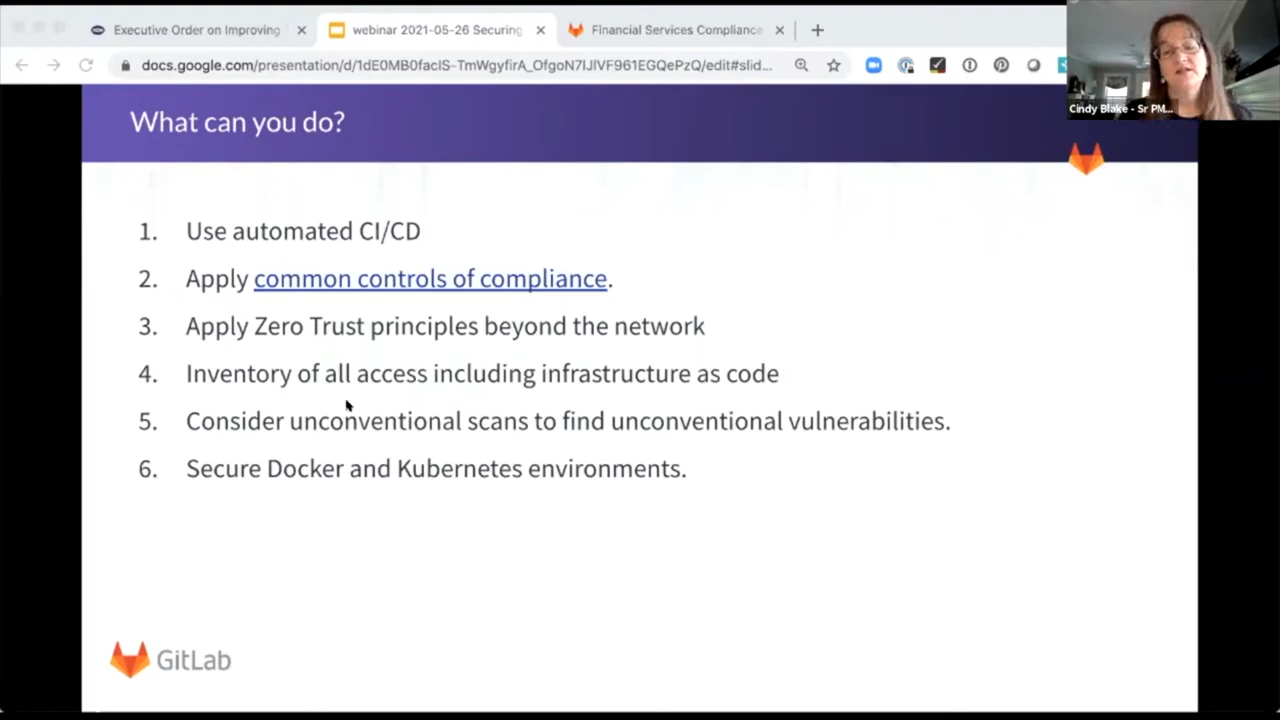 Executive Order on Improving
webinar 2021-05-26 Securing
Financial Services Compliance
docs.google.com/presentation/d/1dE0MB0facIS-TmWgyfirA_OfgoN7IJIVF961EGQePzQ/edit#slid...
Cindy Blake - Sr PM...
What can you do?
1. Use automated CI/CD
2. Apply common controls of compliance.
3. Apply Zero Trust principles beyond the network
4. Inventory of all access including infrastructure as code
5. Consider unconventional scans to find unconventional vulnerabilities.
6. Secure Docker and Kubernetes environments.
GitLab